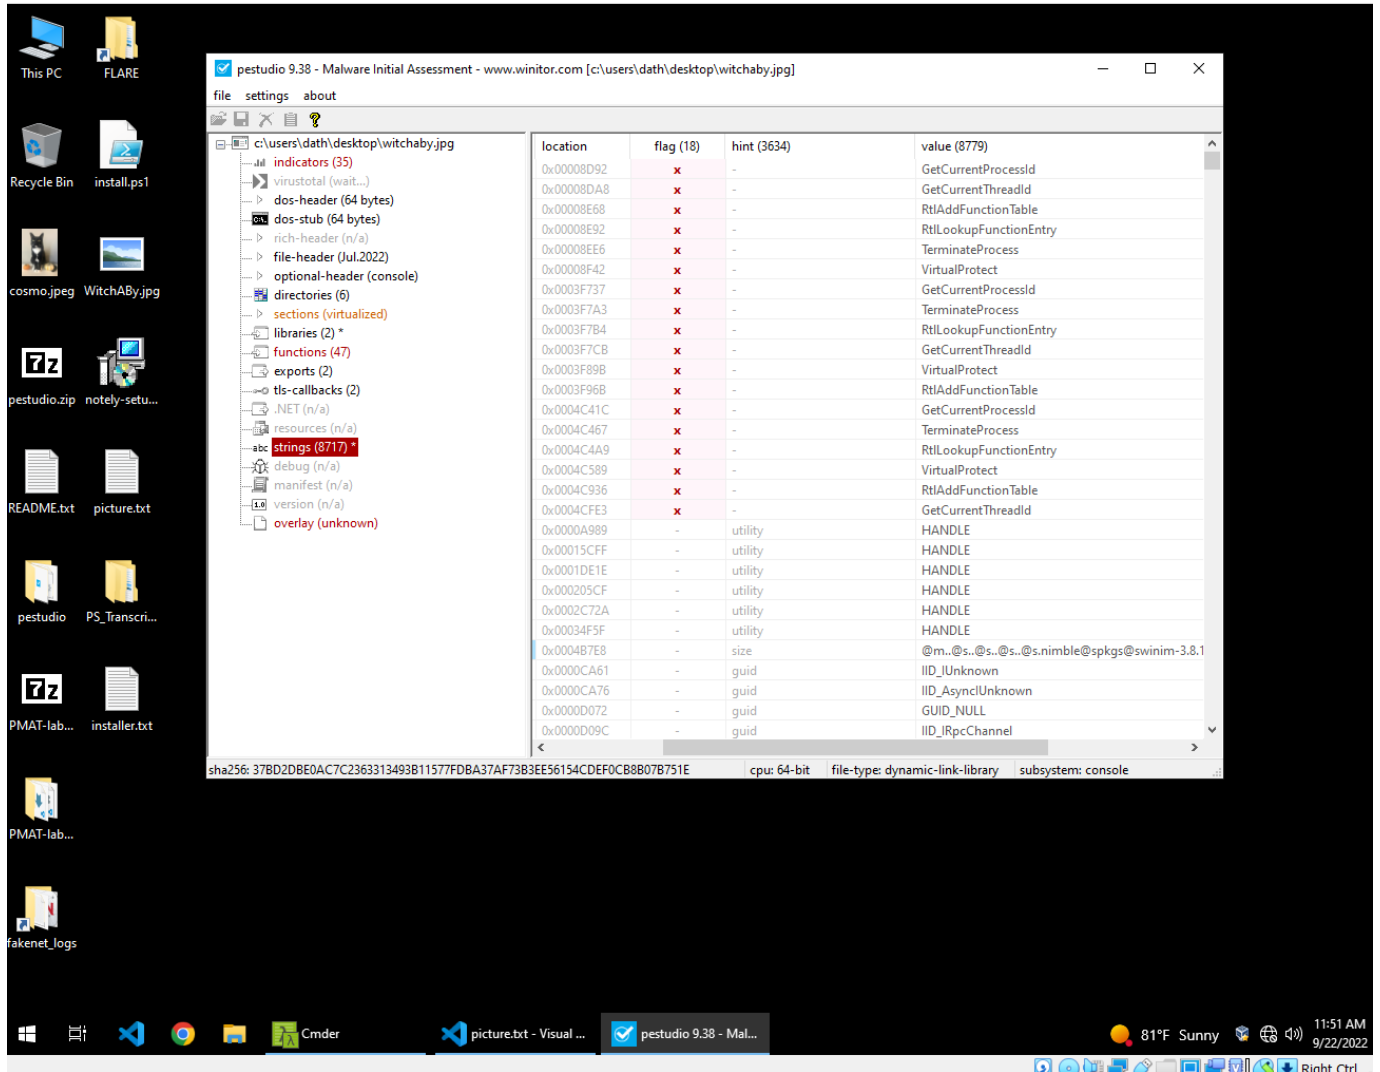 This PC
FLARE
Recycle Bin
install.ps1
cosmo.jpeg
WitchABy.jpg
pestudio.zip
notely-setu...
README.txt
picture.txt
pestudio
PS_Transcri...
PMAT-lab...
installer.txt
PMAT-lab...
fakenet_logs
pestudio 9.38 - Malware Initial Assessment - www.winitor.com [c:\users\dath\desktop\witchaby.jpg]
file settings about
c:\users\dath\desktop\witchaby.jpg
indicators (35)
virustotal (wait...)
dos-header (64 bytes)
dos-stub (64 bytes)
rich-header (n/a)
file-header (Jul.2022)
optional-header (console)
directories (6)
sections (virtualized)
libraries (2) *
functions (47)
exports (2)
tls-callbacks (2)
.NET (n/a)
resources (n/a)
abc strings (8717) *
debug (n/a)
manifest (n/a)
1.0 version (n/a)
overlay (unknown)
location flag (18) hint (3634) value (8779)
0x00008D92 x - GetCurrentProcessId
0x00008DA8 x - GetCurrentThreadId
0x00008E68 x - RtlAddFunctionTable
0x00008E92 x - RtlLookupFunctionEntry
0x00008EE6 x - TerminateProcess
0x00008F42 x - VirtualProtect
0x0003F737 x - GetCurrentProcessId
0x0003F7A3 x - TerminateProcess
0x0003F7B4 x - RtlLookupFunctionEntry
0x0003F7CB x - GetCurrentThreadId
0x0003F89B x - VirtualProtect
0x0003F96B x - RtlAddFunctionTable
0x0004C41C x - GetCurrentProcessId
0x0004C467 x - TerminateProcess
0x0004C4A9 x - RtlLookupFunctionEntry
0x0004C589 x - VirtualProtect
0x0004C936 x - RtlAddFunctionTable
0x0004CFE3 x - GetCurrentThreadId
0x0000A989 - utility HANDLE
0x00015CFF - utility HANDLE
0x0001DE1E - utility HANDLE
0x000205CF - utility HANDLE
0x0002C72A - utility HANDLE
0x00034F5F - utility HANDLE
0x0004B7E8 - size @m..@s..@s..@s..@s.nimble@spkgs@swinim-3.8.1
0x0000CA61 - guid IID_IUnknown
0x0000CA76 - guid IID_AsyncIUnknown
0x0000D072 - guid GUID_NULL
0x0000D09C - guid IID_IRpcChannel
sha256: 37BD2DBE0AC7C2363313493B11577FDBA37AF73B3EE56154CDEF0CB8B07B751E cpu: 64-bit file-type: dynamic-link-library subsystem: console
Cmder
picture.txt - Visual ...
pestudio 9.38 - Mal...
81°F Sunny
11:51 AM
9/22/2022
Right Ctrl